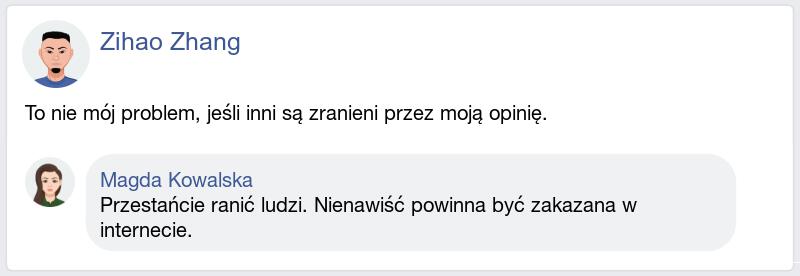 Zihao Zhang
To nie mój problem, jeśli inni są zranieni przez moją opinię.
Magda Kowalska
Przestańcie ranić ludzi. Nienawiść powinna być zakazana w
internecie.